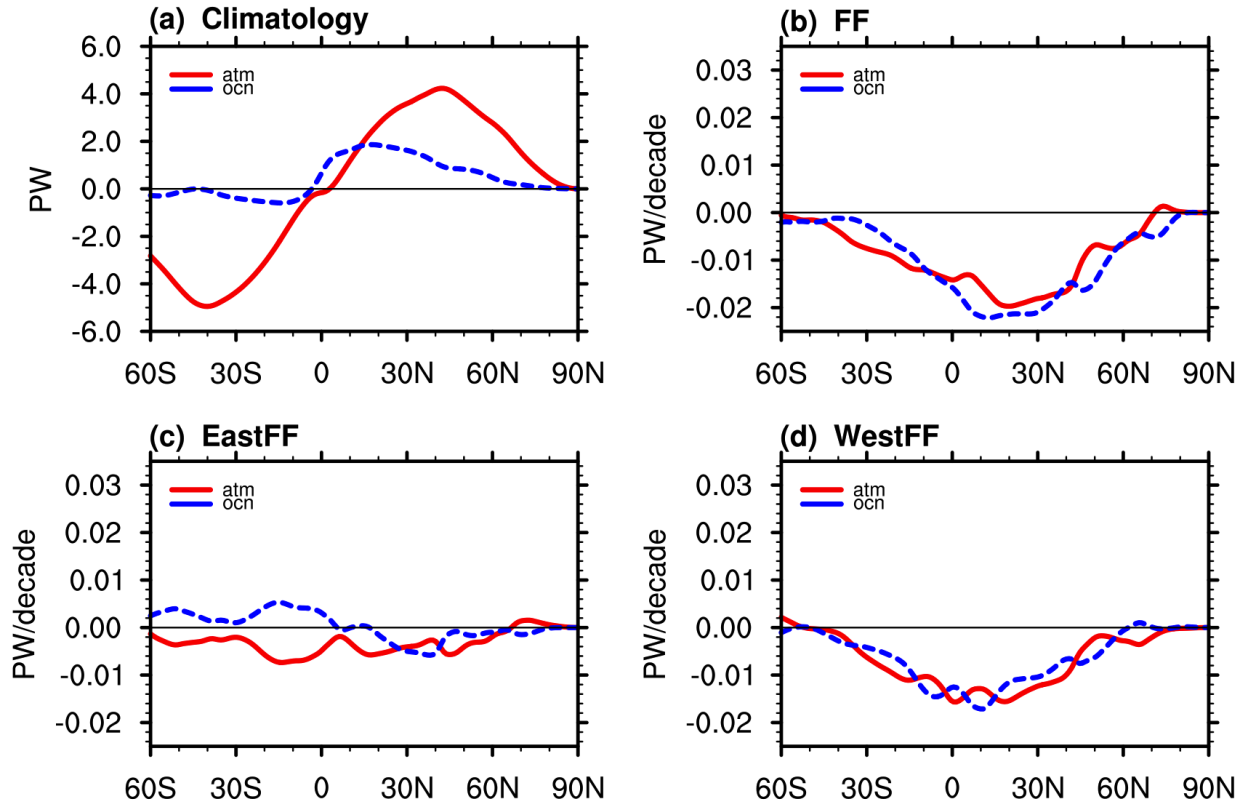 (a) Climatology
PW
6.0
4.0
2.0
0.0
-2.0
-4.0
-6.0
atm
ocn
60S 30S 0 30N 60N 90N
(b) FF
PW/decade
0.03
0.02
0.01
0.00
-0.01
-0.02
atm
ocn
60S 30S 0 30N 60N 90N
(c) EastFF
PW/decade
0.03
0.02
0.01
0.00
-0.01
-0.02
atm
ocn
60S 30S 0 30N 60N 90N
(d) WestFF
PW/decade
0.03
0.02
0.01
0.00
-0.01
-0.02
atm
ocn
60S 30S 0 30N 60N 90N